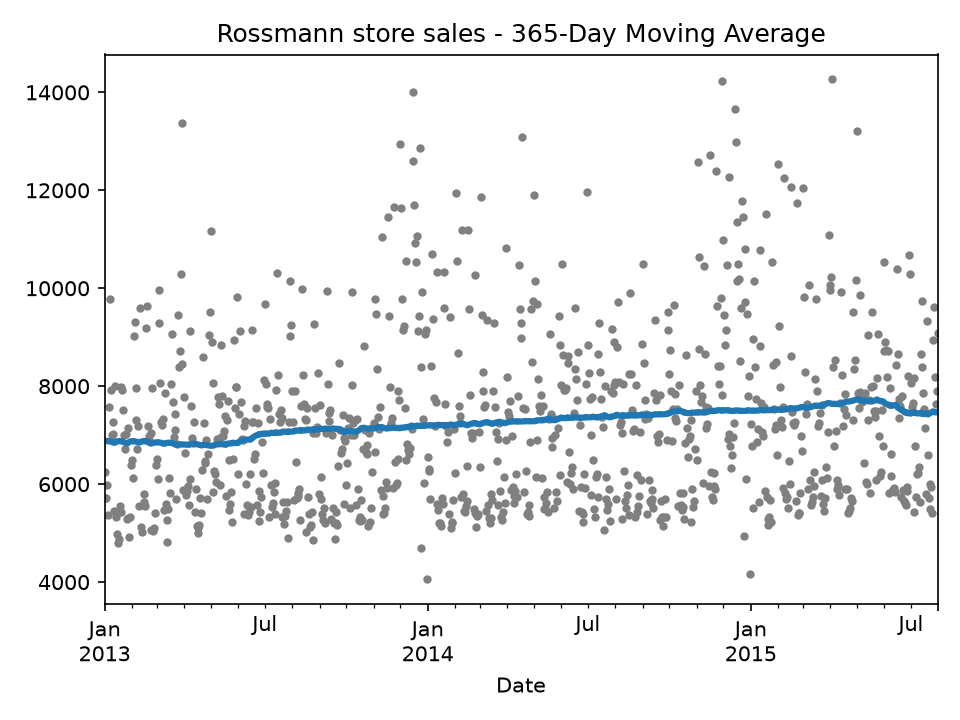 Rossmann store sales - 365-Day Moving Average
14000
12000
10000
8000
6000
4000
Jan
2013
Jul
Jan
2014
Jul
Jan
2015
Jul
Date